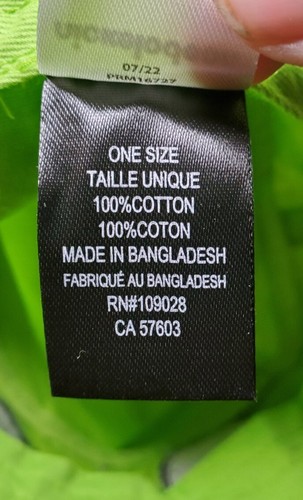 07/22
PRM16727
ONE SIZE
TAILLE UNIQUE
100%COTTON
100%COTON
MADE IN BANGLADESH
FABRIQUÉ AU BANGLADESH
RN#109028
CA 57603